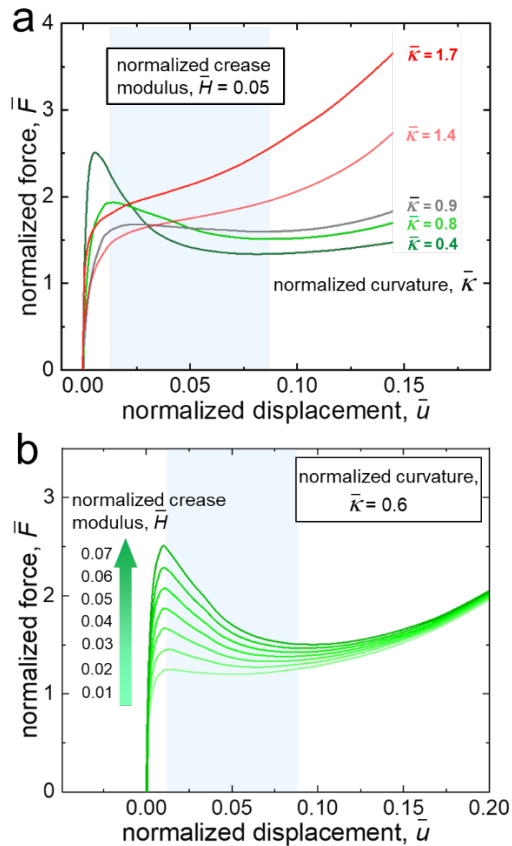 a
normalized crease
modulus, H̄ = 0.05
κ̄ = 1.7
κ̄ = 1.4
κ̄ = 0.9
κ̄ = 0.8
κ̄ = 0.4
normalized curvature, κ̄
normalized force, F̄
4
3
2
1
0
0.00 0.05 0.10 0.15
normalized displacement, ū
b
normalized curvature,
κ̄ = 0.6
normalized crease
modulus, H̄
0.07
0.06
0.05
0.04
0.03
0.02
0.01
normalized force, F̄
3
2
1
0
0.00 0.05 0.10 0.15 0.20
normalized displacement, ū